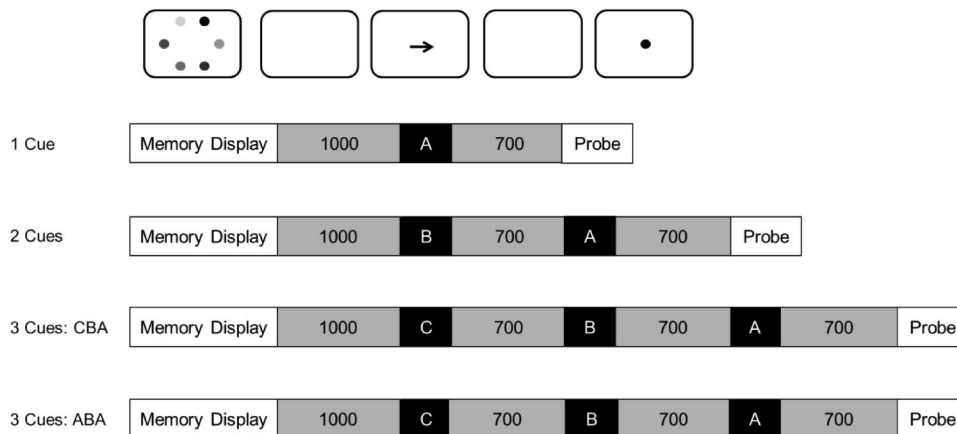 1 Cue Memory Display 1000 A 700 Probe
2 Cues Memory Display 1000 B 700 A 700 Probe
3 Cues: CBA Memory Display 1000 C 700 B 700 A 700 Probe
3 Cues: ABA Memory Display 1000 C 700 B 700 A 700 Probe